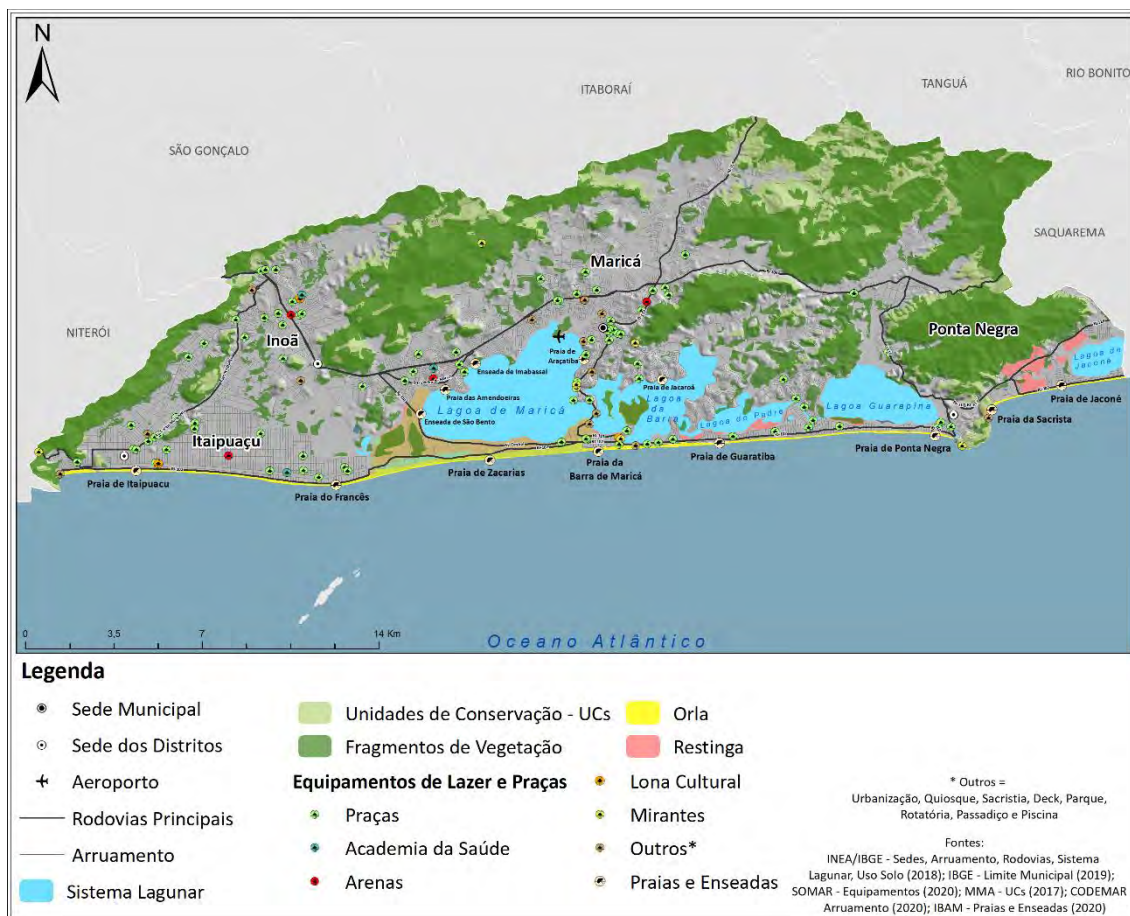 N
RIO BONITO
TANGUÁ
ITABORAÍ
SÃO GONÇALO
SAQUAREMA
NITERÓI
Maricá
Inoã
Ponta Negra
Itaipuaçu
Praia de
Araçatiba
Enseada de Imabassaí
Praia das Amendoeiras
Lagoa de Maricá
Enseada de São Bento
Praia de Jacaroá
Lagoa
da
Barra
Lagoa do Padre
Lagoa Guarapina
Lagoa de
Jaconé
Praia de Jaconé
Praia da Sacrista
Praia de Itaipuacu
Praia do Francês
Praia de Zacarias
Praia da
Barra de Maricá
Praia de Guaratiba
Praia de Ponta Negra
0 3,5 7 14 Km
Oceano Atlântico
Legenda
Sede Municipal
Sede dos Distritos
Aeroporto
Rodovias Principais
Arruamento
Sistema Lagunar
Unidades de Conservação - UCs
Fragmentos de Vegetação
Equipamentos de Lazer e Praças
Praças
Academia da Saúde
Arenas
Orla
Restinga
Lona Cultural
Mirantes
Outros*
Praias e Enseadas
* Outros =
Urbanização, Quiosque, Sacristia, Deck, Parque,
Rotatória, Passadiço e Piscina
Fontes:
INEA/IBGE - Sedes, Arruamento, Rodovias, Sistema
Lagunar, Uso Solo (2018); IBGE - Limite Municipal (2019);
SOMAR - Equipamentos (2020); MMA - UCs (2017); CODEMAR
Arruamento (2020); IBAM - Praias e Enseadas (2020)